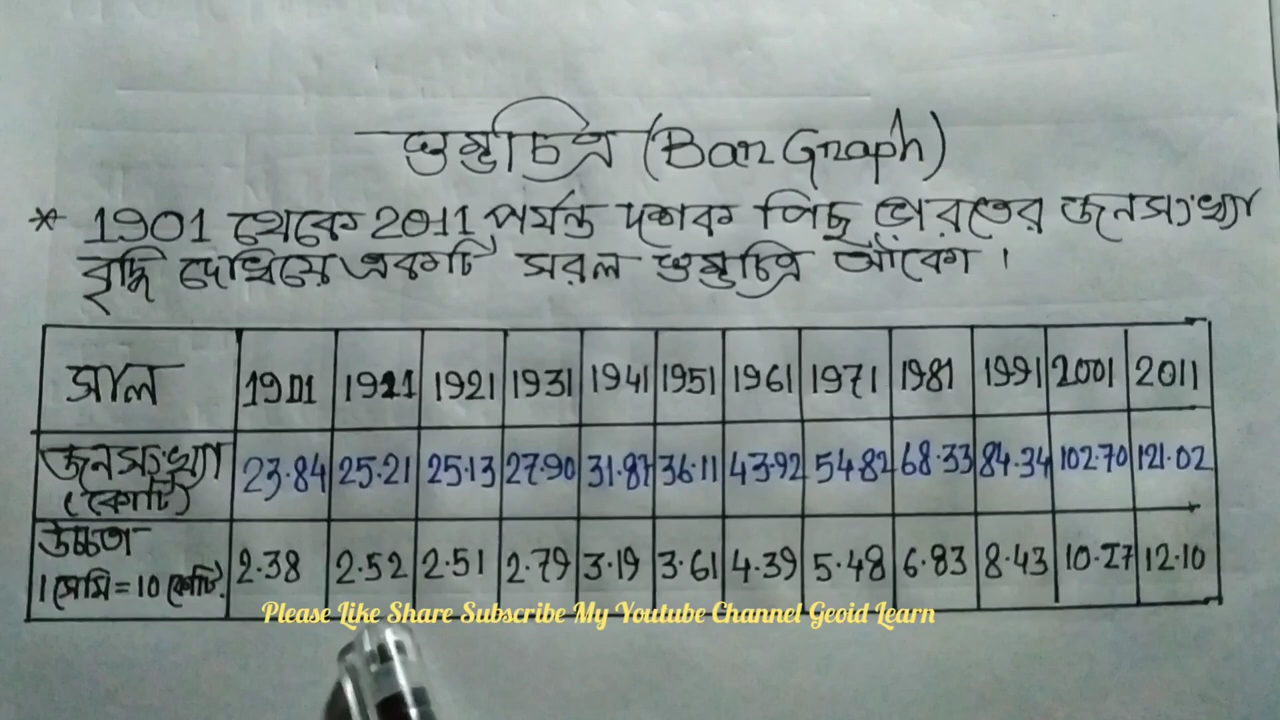 স্তম্ভচিত্র (Bar Graph)
* 1901 থেকে 2011 পর্যন্ত দশক পিছু ভারতের জনসংখ্যা
বৃদ্ধি দেখিয়ে একটি সরল স্তম্ভচিত্র আঁকো ।
সাল 1901 1911 1921 1931 1941 1951 1961 1971 1981 1991 2001 2011
জনসংখ্যা (কোটি) 23.84 25.21 25.13 27.90 31.87 36.11 43.92 54.82 68.33 84.34 102.70 121.02
উচ্চতা 1 সেমি = 10 কোটি. 2.38 2.52 2.51 2.79 3.19 3.61 4.39 5.48 6.83 8.43 10.27 12.10
Please Like Share Subscribe My Youtube Channel Geoid Learn